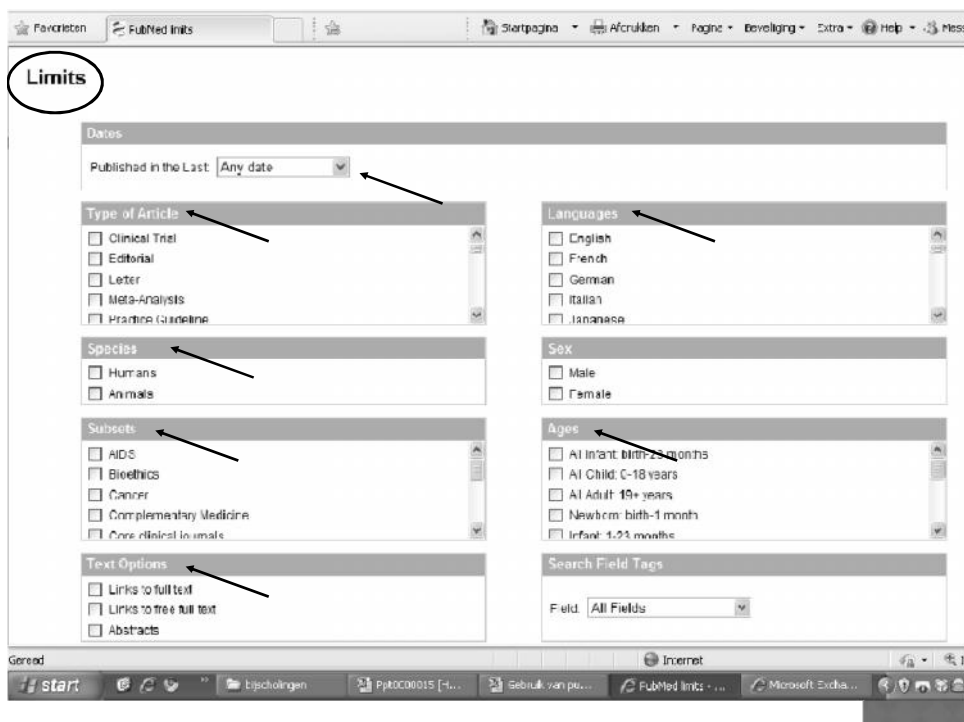 Favorieten FubMed limits Startpagina Afdrukken Pagina Beveiliging Extra Help Mess
Limits
Dates
Published in the Last: Any date
Type of Article
Clinical Trial
Editorial
Letter
Meta-Analysis
Practice Guideline
Languages
English
French
German
Italian
Japanese
Species
Humans
Animals
Sex
Male
Female
Subsets
AIDS
Bioethics
Cancer
Complementary Medicine
Core clinical journals
Ages
All Infant: birth-23 months
All Child: 0-18 years
All Adult: 19+ years
Newborn: birth-1 month
Infant: 1-23 months
Text Options
Links to full text
Links to free full text
Abstracts
Search Field Tags
Field: All Fields
Gereed Internet
start bijscholingen Ppt0C00015 [H... Gebruik van pu... FubMed limits - ... Microsoft Excha...